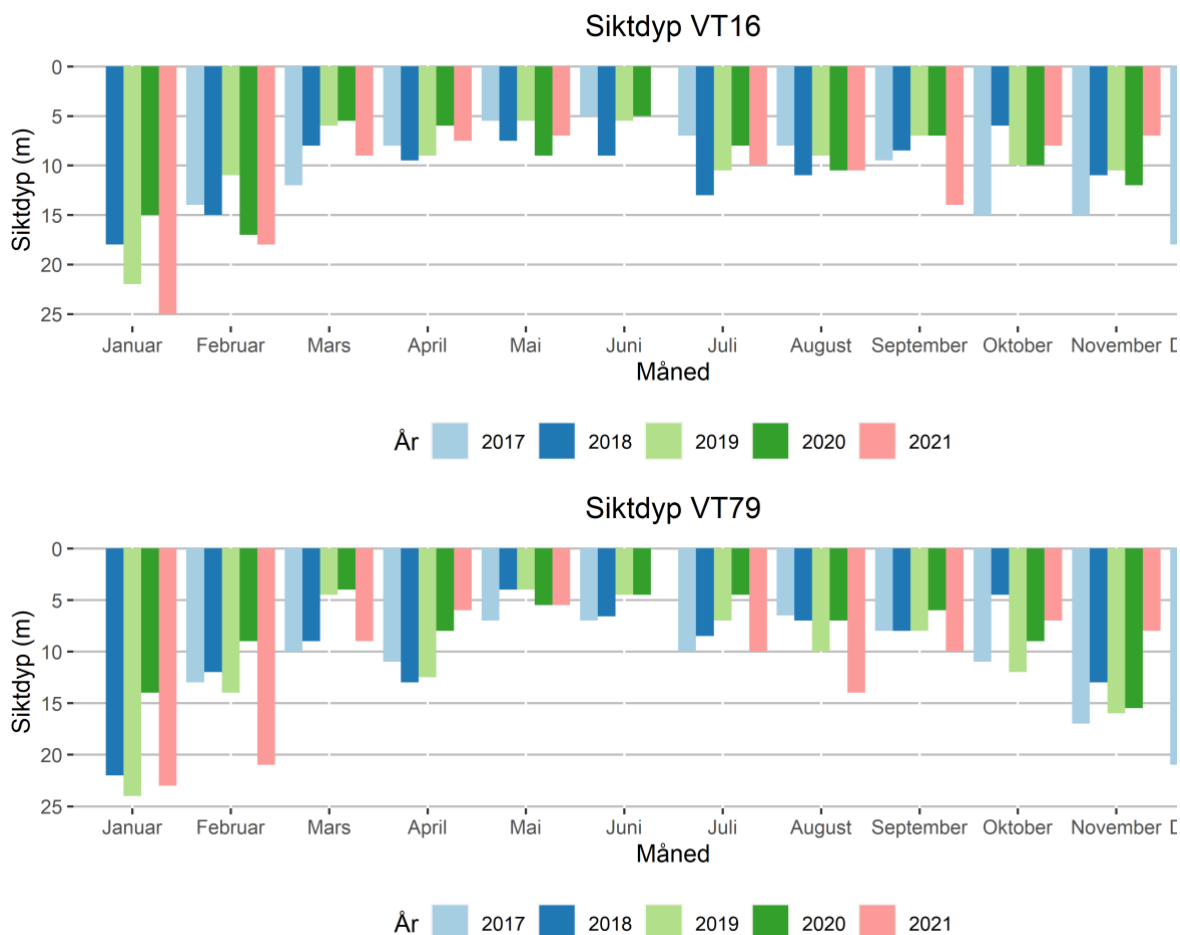 Siktdyp VT16
Siktdyp (m)
0
5
10
15
20
25
Januar Februar Mars April Mai Juni Juli August September Oktober November D
Måned
År 2017 2018 2019 2020 2021
Siktdyp VT79
Siktdyp (m)
0
5
10
15
20
25
Januar Februar Mars April Mai Juni Juli August September Oktober November D
Måned
År 2017 2018 2019 2020 2021